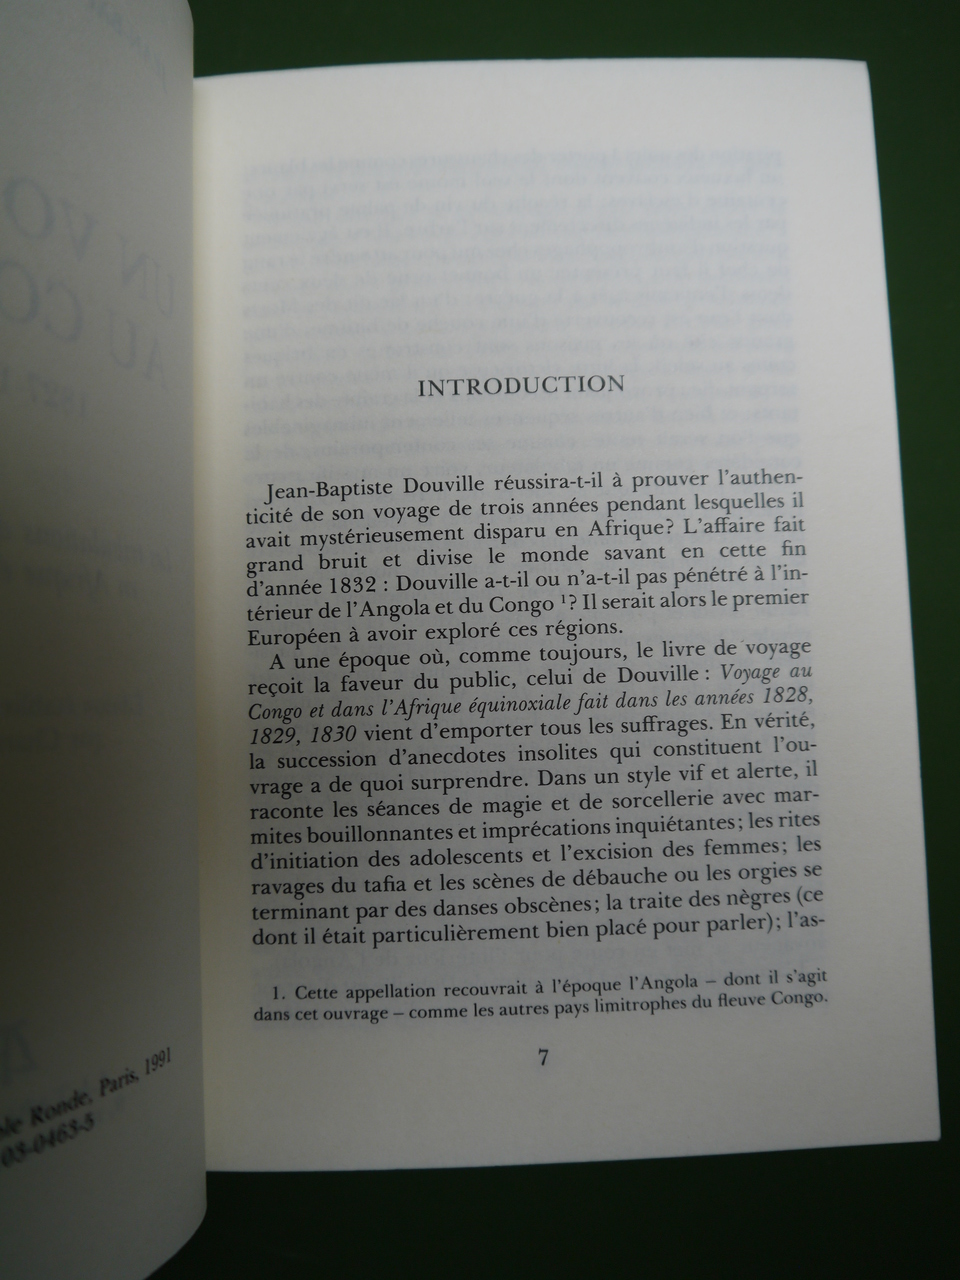 ble Ronde, Paris, 1991
03-0463-5
INTRODUCTION
Jean-Baptiste Douville réussira-t-il à prouver l'authen-
ticité de son voyage de trois années pendant lesquelles il
avait mystérieusement disparu en Afrique? L'affaire fait
grand bruit et divise le monde savant en cette fin
d'année 1832 : Douville a-t-il ou n'a-t-il pas pénétré à l'in-
térieur de l'Angola et du Congo ¹? Il serait alors le premier
Européen à avoir exploré ces régions.
A une époque où, comme toujours, le livre de voyage
reçoit la faveur du public, celui de Douville : Voyage au
Congo et dans l'Afrique équinoxiale fait dans les années 1828,
1829, 1830 vient d'emporter tous les suffrages. En vérité,
la succession d'anecdotes insolites qui constituent l'ou-
vrage a de quoi surprendre. Dans un style vif et alerte, il
raconte les séances de magie et de sorcellerie avec mar-
mites bouillonnantes et imprécations inquiétantes; les rites
d'initiation des adolescents et l'excision des femmes; les
ravages du tafia et les scènes de débauche ou les orgies se
terminant par des danses obscènes; la traite des nègres (ce
dont il était particulièrement bien placé pour parler); l'as-
1. Cette appellation recouvrait à l'époque l'Angola – dont il s'agit
dans cet ouvrage – comme les autres pays limitrophes du fleuve Congo.
7